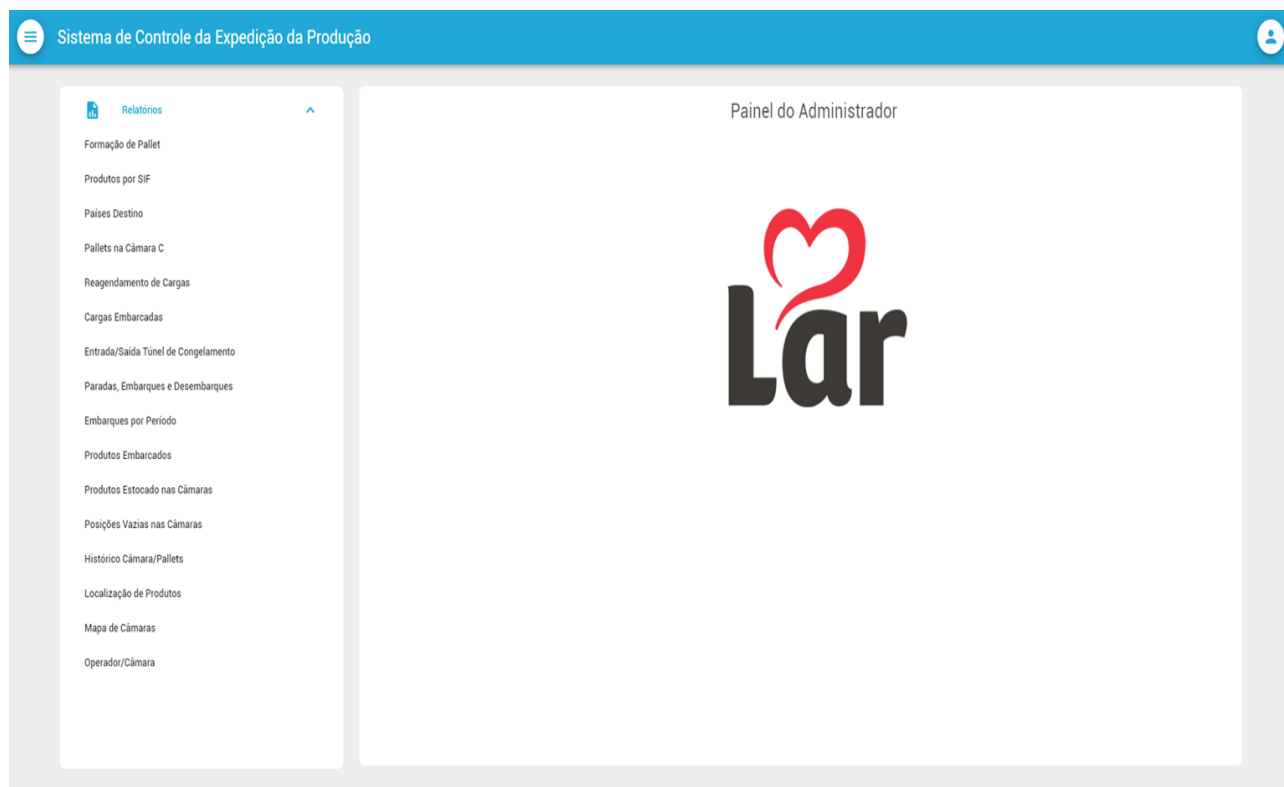 Sistema de Controle da Expedição da Produção
Relatórios
Formação de Pallet
Produtos por SIF
Países Destino
Pallets na Câmara C
Reagendamento de Cargas
Cargas Embarcadas
Entrada/Saída Túnel de Congelamento
Paradas, Embarques e Desembarques
Embarques por Período
Produtos Embarcados
Produtos Estocado nas Câmaras
Posições Vazias nas Câmaras
Histórico Câmara/Pallets
Localização de Produtos
Mapa de Câmaras
Operador/Câmara
Painel do Administrador
Lar